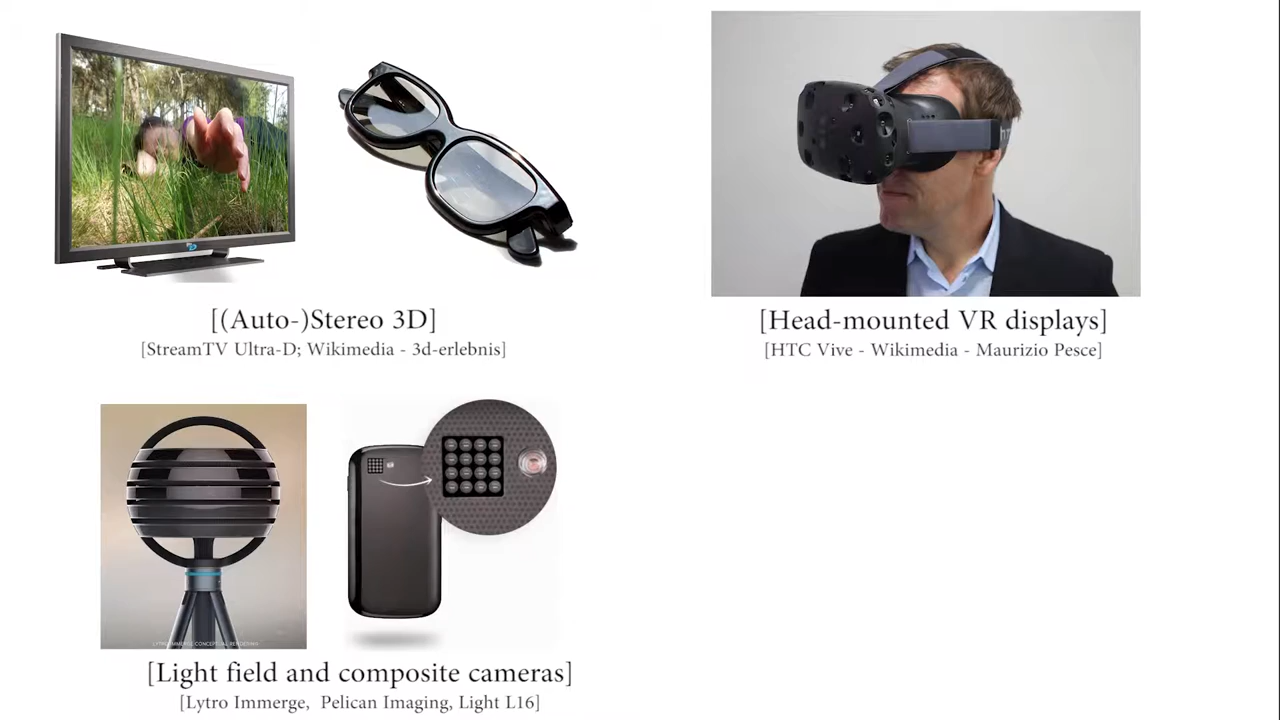 [(Auto-)Stereo 3D]
[StreamTV Ultra-D; Wikimedia - 3d-erlebnis]
[Head-mounted VR displays]
[HTC Vive - Wikimedia - Maurizio Pesce]
[Light field and composite cameras]
[Lytro Immerge, Pelican Imaging, Light L16]